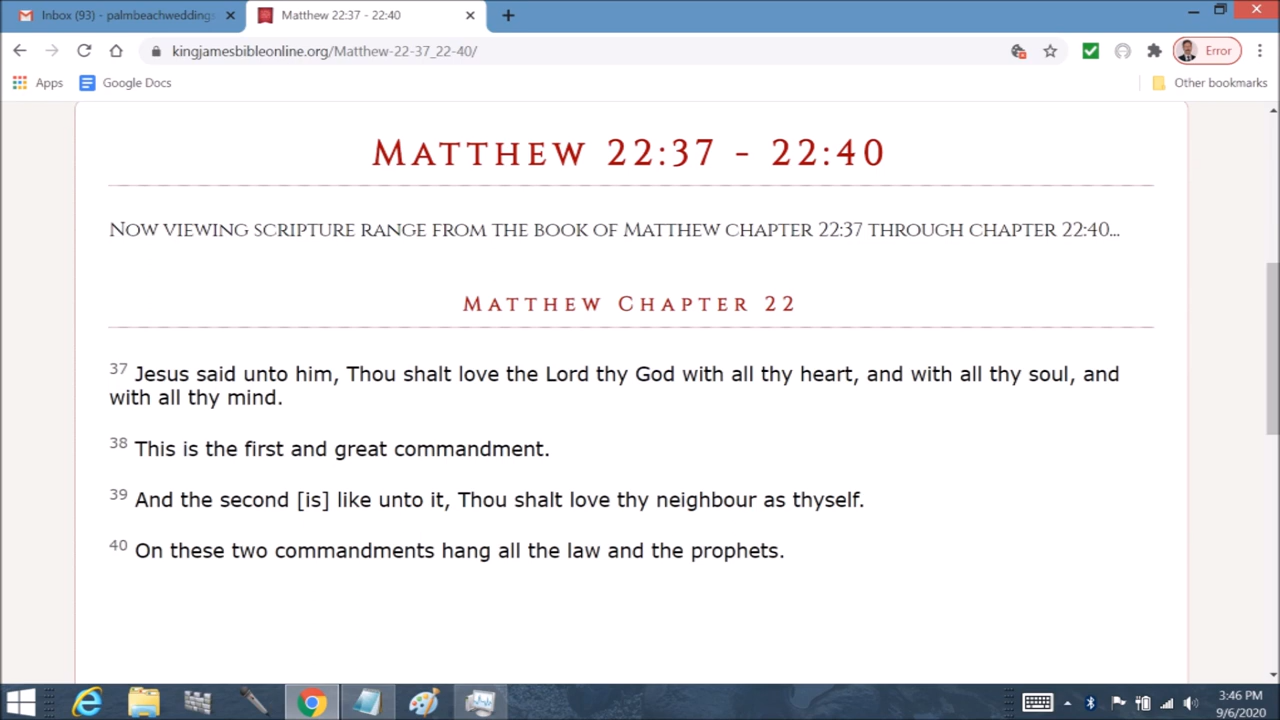 Inbox (93) - palmbeachwedding
Matthew 22:37 - 22:40
kingjamesbibleonline.org/Matthew-22-37_22-40/
Error
Apps
Google Docs
Other bookmarks
Matthew 22:37 - 22:40
Now viewing scripture range from the book of Matthew chapter 22:37 through chapter 22:40...
Matthew Chapter 22
37 Jesus said unto him, Thou shalt love the Lord thy God with all thy heart, and with all thy soul, and
with all thy mind.
38 This is the first and great commandment.
39 And the second [is] like unto it, Thou shalt love thy neighbour as thyself.
40 On these two commandments hang all the law and the prophets.
3:46 PM
9/6/2020